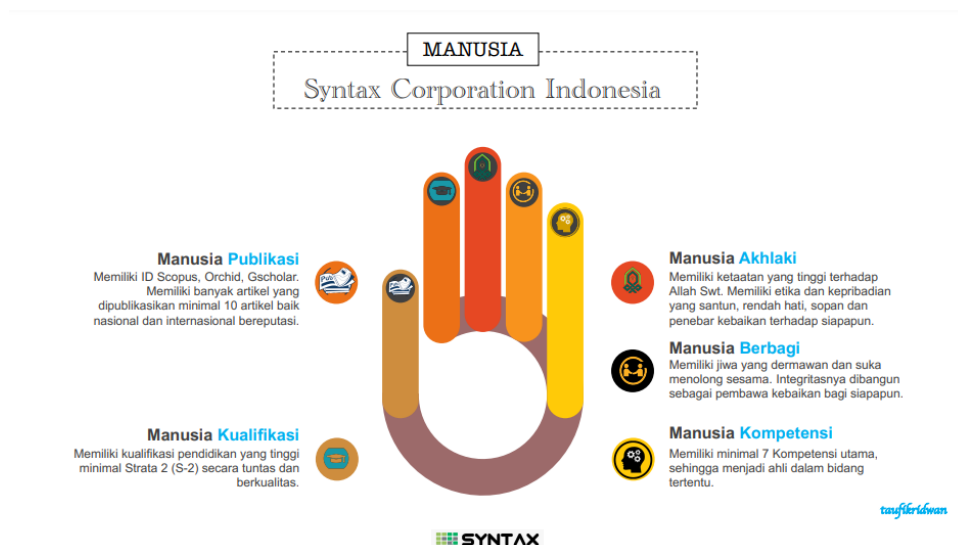 MANUSIA
Syntax Corporation Indonesia
Manusia Publikasi
Memiliki ID Scopus, Orchid, Gscholar.
Memiliki banyak artikel yang
dipublikasikan minimal 10 artikel baik
nasional dan internasional bereputasi.
Manusia Kualifikasi
Memiliki kualifikasi pendidikan yang tinggi
minimal Strata 2 (S-2) secara tuntas dan
berkualitas.
Manusia Akhlaki
Memiliki ketaatan yang tinggi terhadap
Allah Swt. Memiliki etika dan kepribadian
yang santun, rendah hati, sopan dan
penebar kebaikan terhadap siapapun.
Manusia Berbagi
Memiliki jiwa yang dermawan dan suka
menolong sesama. Integritasnya dibangun
sebagai pembawa kebaikan bagi siapapun.
Manusia Kompetensi
Memiliki minimal 7 Kompetensi utama,
sehingga menjadi ahli dalam bidang
tertentu.
taufikridwan
SYNTAX